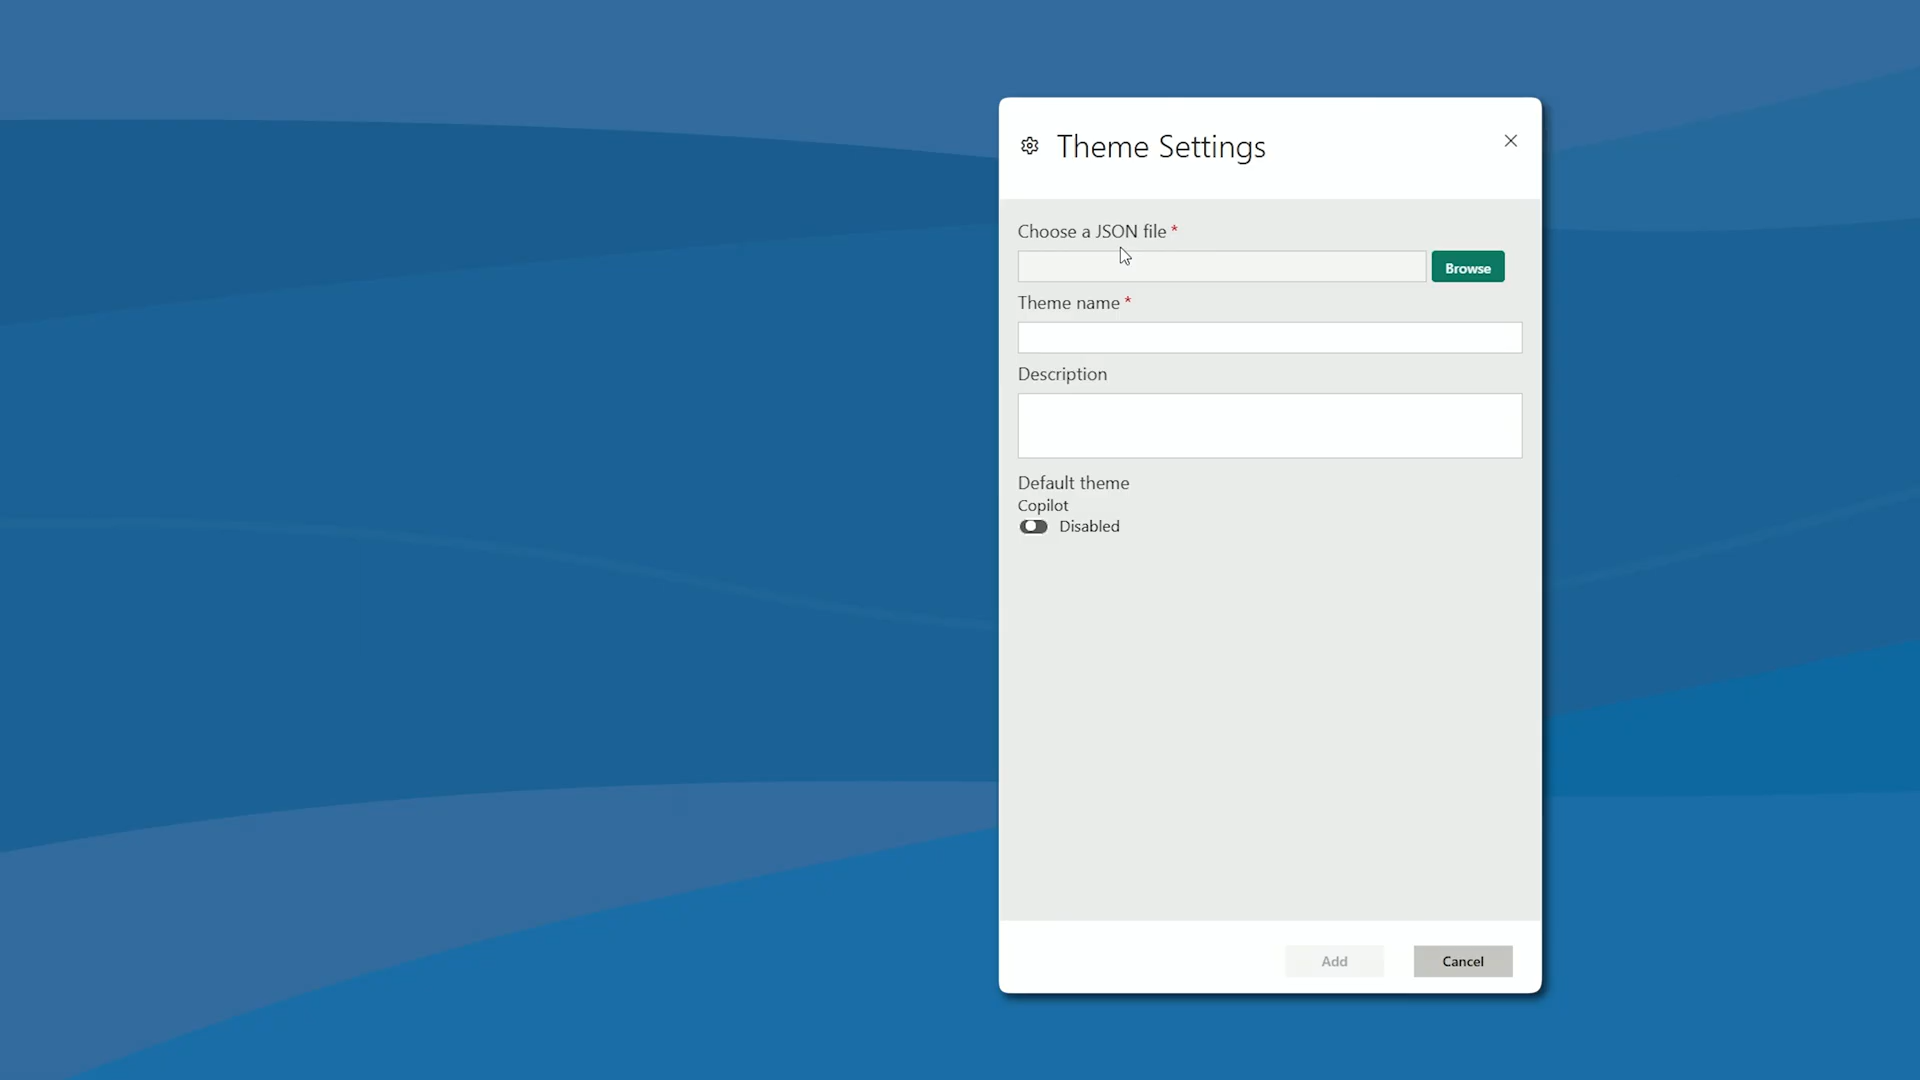 Theme Settings
Choose a JSON file *
Browse
Theme name *
Description
Default theme
Copilot
Disabled
Add
Cancel